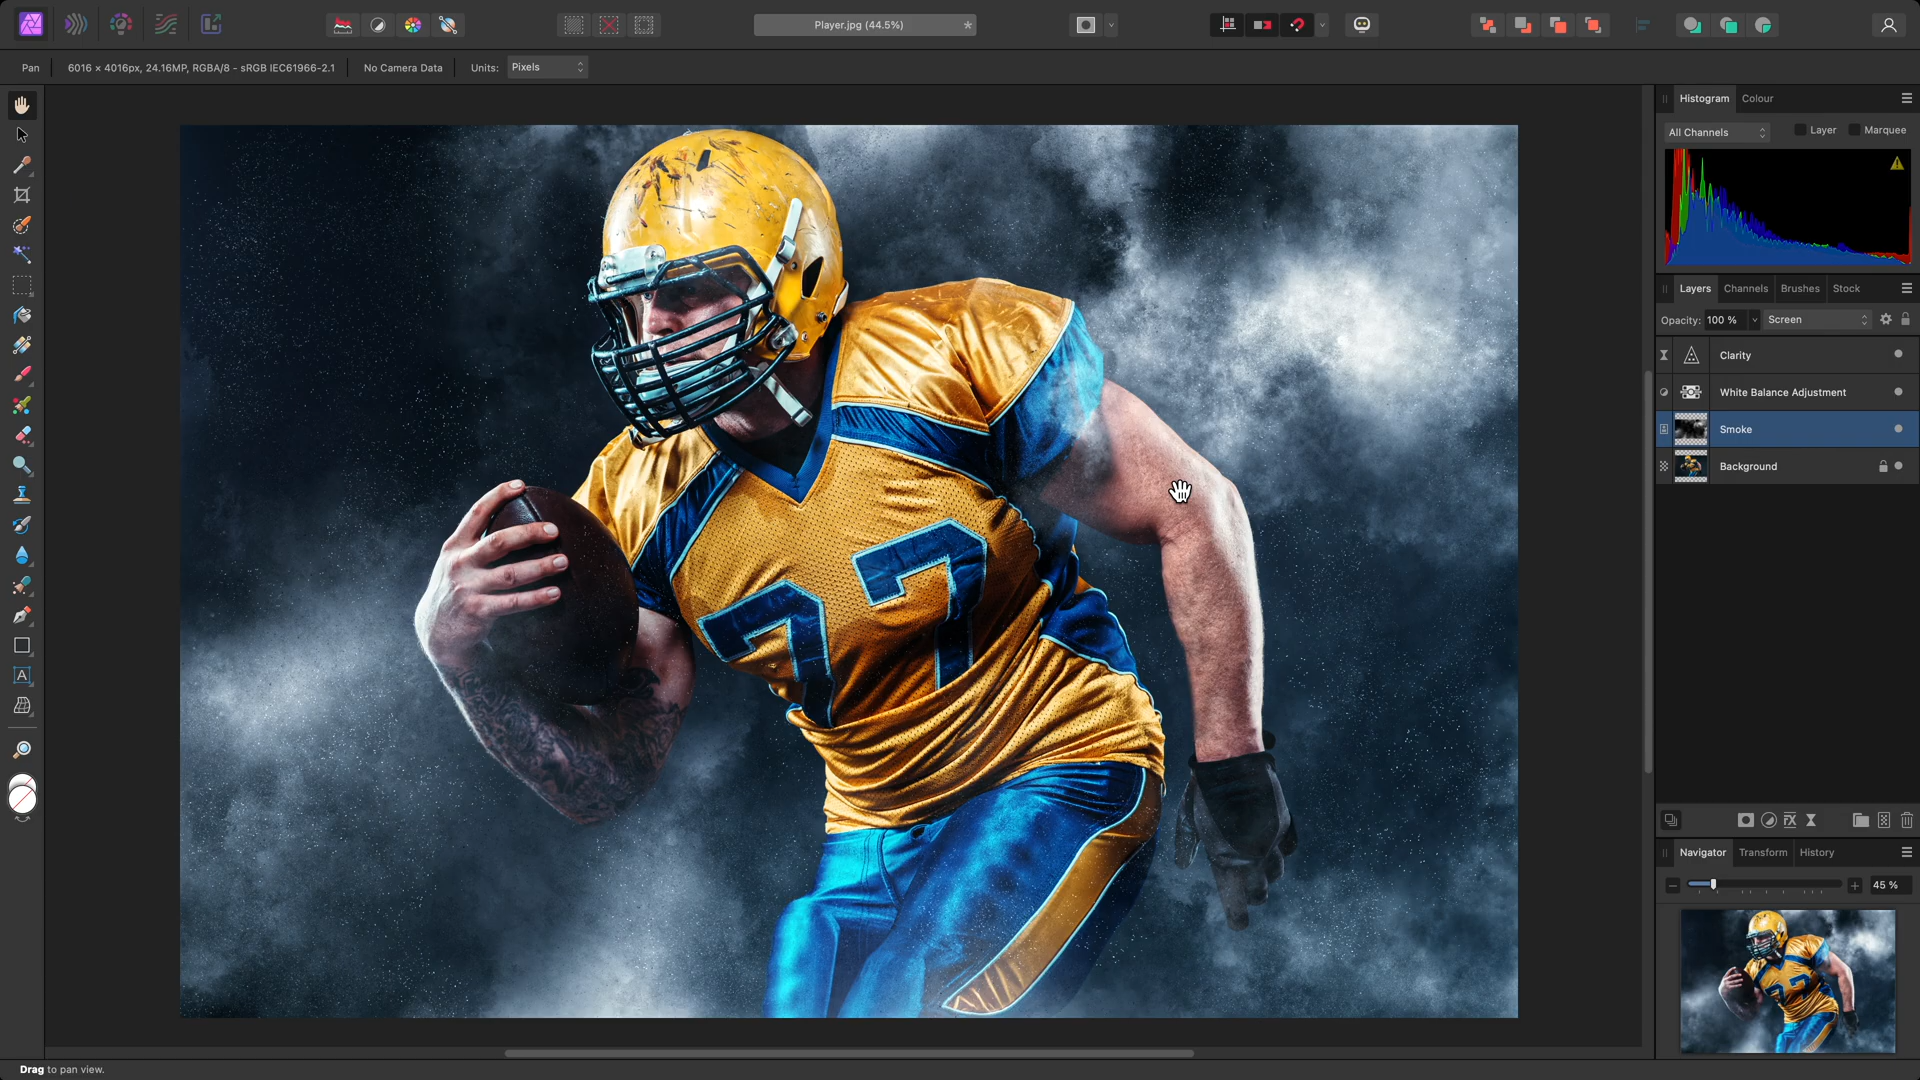 Player.jpg (44.5%)
*
Pan
6016 × 4016px, 24.16MP, RGBA/8 - sRGB IEC61966-2.1
No Camera Data
Units:
Pixels
Histogram
Colour
All Channels
Layer
Marquee
Layers
Channels
Brushes
Stock
Opacity:
100 %
Screen
Clarity
White Balance Adjustment
Smoke
Background
A
FX
Navigator
Transform
History
45 %
77
Drag to pan view.